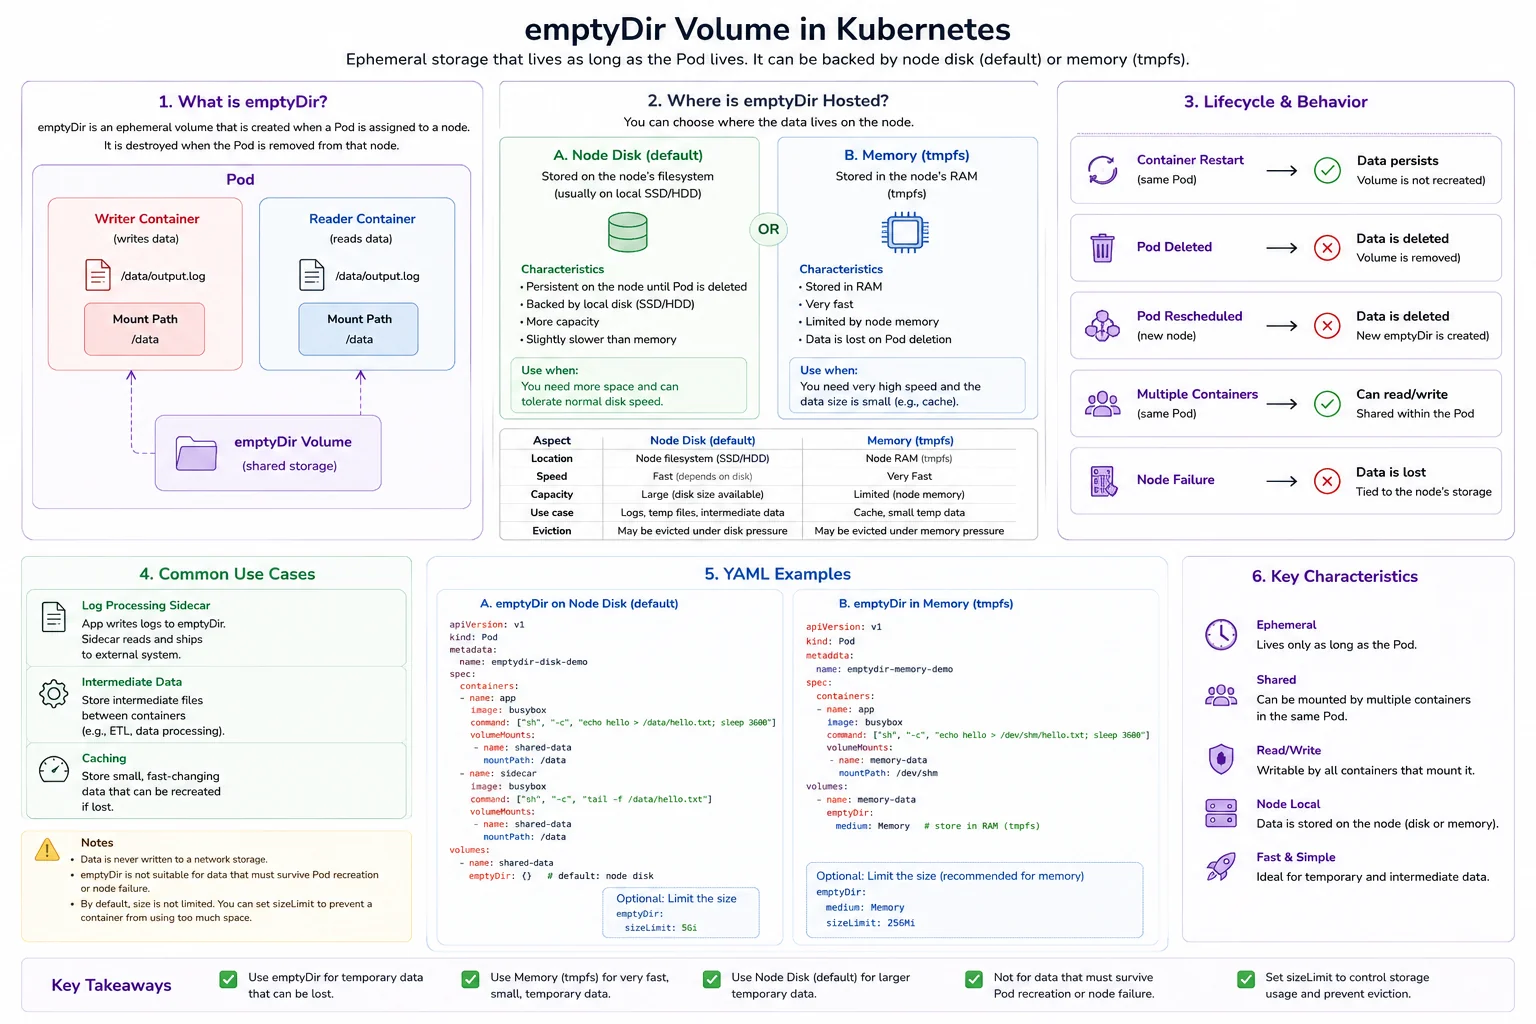 emptyDir Volume in Kubernetes
Ephemeral storage that lives as long as the Pod lives. It can be backed by node disk (default) or memory (tmpfs).
1. What is emptyDir?
emptyDir is an ephemeral volume that is created when a Pod is assigned to a node.
It is destroyed when the Pod is removed from that node.
Pod
Writer Container
(writes data)
/data/output.log
Mount Path
/data
Reader Container
(reads data)
/data/output.log
Mount Path
/data
emptyDir Volume
(shared storage)
2. Where is emptyDir Hosted?
You can choose where the data lives on the node.
A. Node Disk (default)
Stored on the node's filesystem
(usually on local SSD/HDD)
Characteristics
• Persistent on the node until Pod is deleted
• Backed by local disk (SSD/HDD)
• More capacity
• Slightly slower than memory
Use when:
You need more space and can
tolerate normal disk speed.
OR
B. Memory (tmpfs)
Stored in the node's RAM
(tmpfs)
Characteristics
• Stored in RAM
• Very fast
• Limited by node memory
• Data is lost on Pod deletion
Use when:
You need very high speed and the
data size is small (e.g., cache).
Aspect Node Disk (default) Memory (tmpfs)
Location Node filesystem (SSD/HDD) Node RAM (tmpfs)
Speed Fast (depends on disk) Very Fast
Capacity Large (disk size available) Limited (node memory)
Use case Logs, temp files, intermediate data Cache, small temp data
Eviction May be evicted under disk pressure May be evicted under memory pressure
3. Lifecycle & Behavior
Container Restart
(same Pod)
Data persists
Volume is not recreated)
Pod Deleted
Data is deleted
Volume is removed)
Pod Rescheduled
(new node)
Data is deleted
New emptyDir is created)
Multiple Containers
(same Pod)
Can read/write
Shared within the Pod
Node Failure
Data is lost
Tied to the node's storage
4. Common Use Cases
Log Processing Sidecar
App writes logs to emptyDir.
Sidecar reads and ships
to external system.
Intermediate Data
Store intermediate files
between containers
(e.g., ETL, data processing).
Caching
Store small, fast-changing
data that can be recreated
if lost.
Notes
• Data is never written to a network storage.
• emptyDir is not suitable for data that must survive Pod recreation
or node failure.
• By default, size is not limited. You can set sizeLimit to prevent a
container from using too much space.
5. YAML Examples
A. emptyDir on Node Disk (default)
apiVersion: v1
kind: Pod
metadata:
name: emptydir-disk-demo
spec:
containers:
- name: app
image: busybox
command: ["sh", "-c", "echo hello > /data/hello.txt; sleep 3600"]
volumeMounts:
- name: shared-data
mountPath: /data
- name: sidecar
image: busybox
command: ["sh", "-c", "tail -f /data/hello.txt"]
volumeMounts:
- name: shared-data
mountPath: /data
volumes:
- name: shared-data
emptyDir: {} # default: node disk
Optional: Limit the size
emptyDir:
sizeLimit: 5Gi
B. emptyDir in Memory (tmpfs)
apiVersion: v1
kind: Pod
metaddta:
name: emptydir-memory-demo
spec:
containers:
- name: app
image: busybox
command: ["sh", "-c", "echo hello > /dev/shm/hello.txt; sleep 3600"]
volumeMounts:
- name: memory-data
mountPath: /dev/shm
volumes:
- name: memory-data
emptyDir:
medium: Memory # store in RAM (tmpfs)
Optional: Limit the size (recommended for memory)
emptyDir:
medium: Memory
sizeLimit: 256Mi
6. Key Characteristics
Ephemeral
Lives only as long as the Pod.
Shared
Can be mounted by multiple containers
in the same Pod.
Read/Write
Writable by all containers that mount it.
Node Local
Data is stored on the node (disk or memory).
Fast & Simple
Ideal for temporary and intermediate data.
Key Takeaways
Use emptyDir for temporary data
that can be lost.
Use Memory (tmpfs) for very fast,
small, temporary data.
Use Node Disk (default) for larger
temporary data.
Not for data that must survive
Pod recreation or node failure.
Set sizeLimit to control storage
usage and prevent eviction.